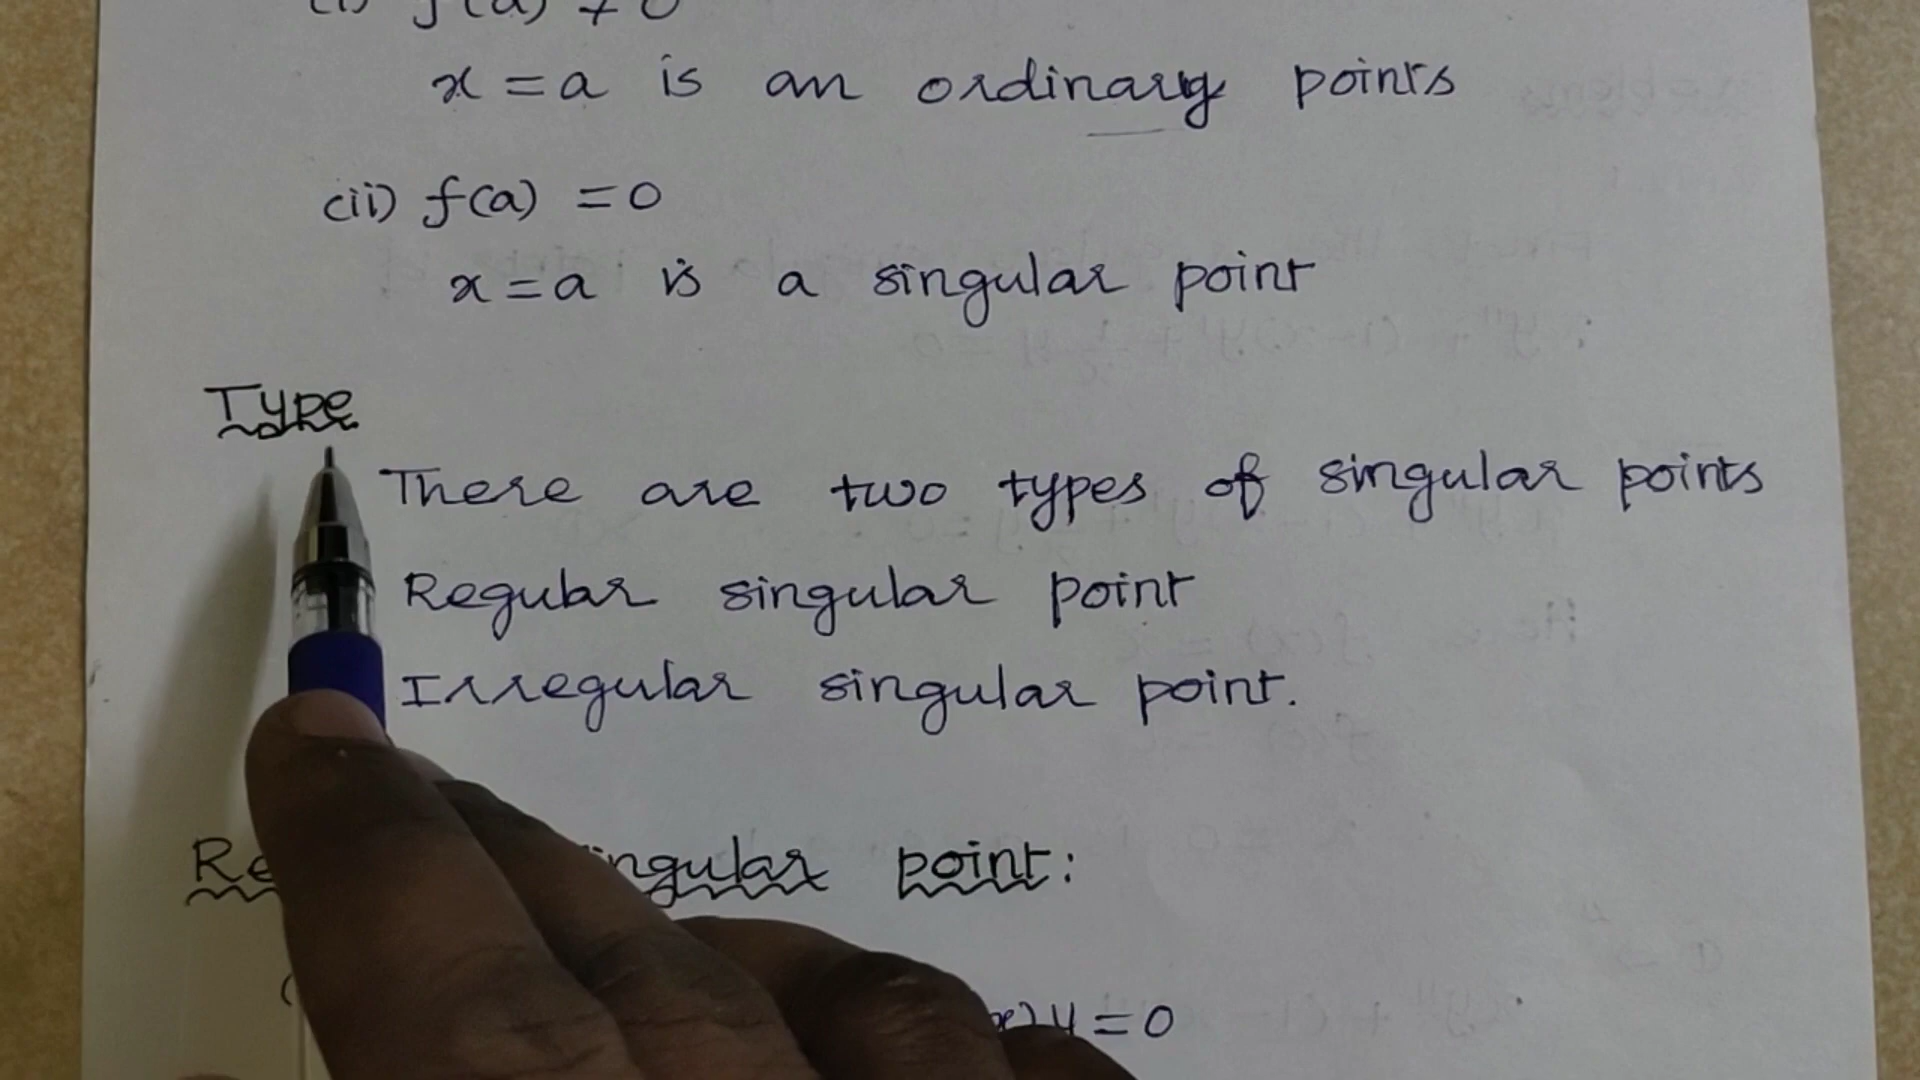 (i) f(a) ≠ 0
x = a is an ordinary points
(ii) f(a) = 0
x = a is a singular point
Type
There are two types of singular points
Regular singular point
Irregular singular point.
point:
y = 0